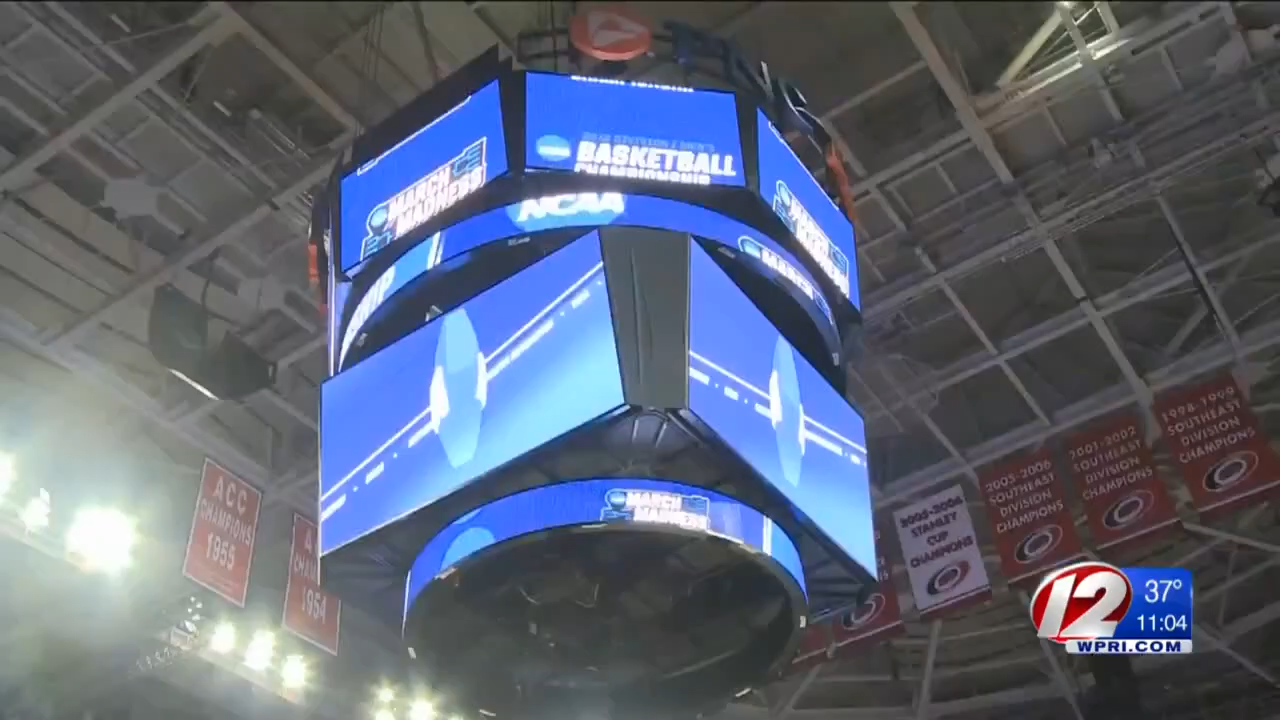 BASKETBALL
CHAMPIONSHIP
MARCH
MADNESS
NCAA
MARCH
MADNESS
MARCH
MARCH
MADNESS
ACC
CHAMPIONS
1955
1954
2005-2006
STANLEY
CUP
CHAMPIONS
2005-2006
SOUTHEAST
DIVISION
CHAMPIONS
2001-2002
SOUTHEAST
DIVISION
CHAMPIONS
1998-1999
SOUTHEAST
DIVISION
CHAMPIONS
12
37°
11:04
WPRI.COM